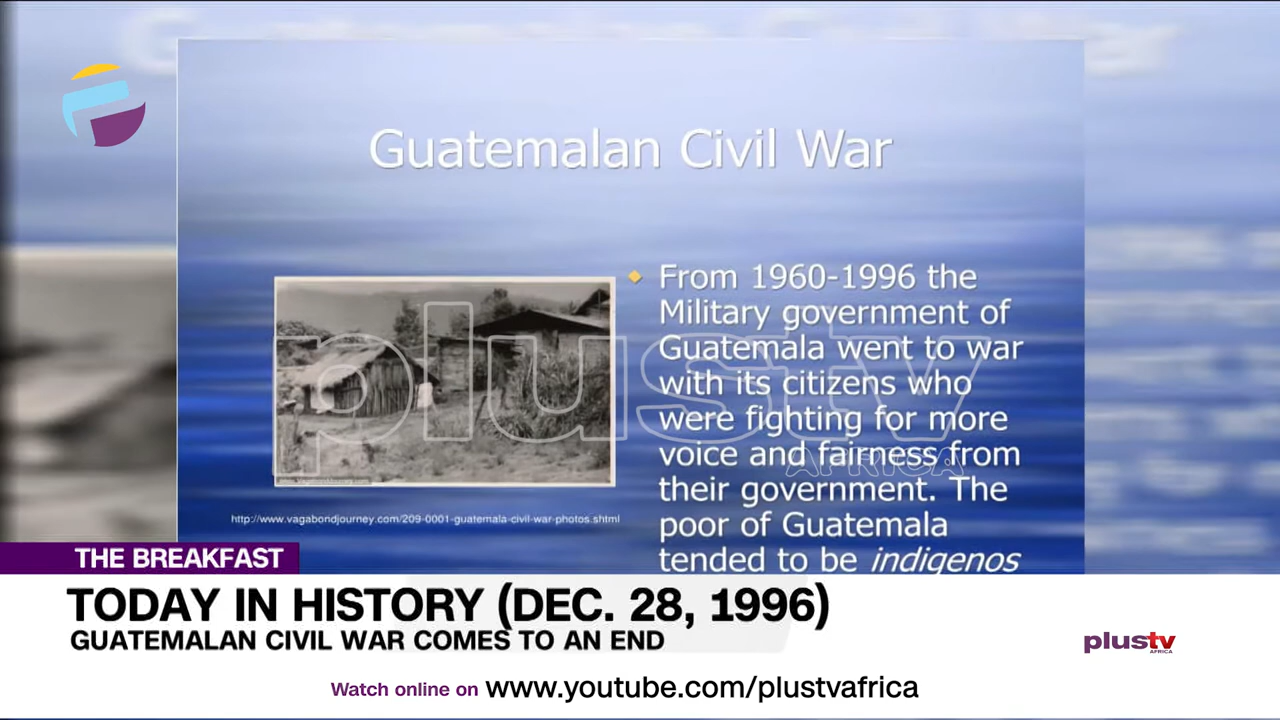 Guatemalan Civil War
From 1960-1996 the
Military government of
Guatemala went to war
with its citizens who
were fighting for more
voice and fairness from
their government. The
poor of Guatemala
tended to be indigenos
plustv
AFRICA
http://www.vagabondjourney.com/209-0001-guatemala-civil-war-photos.shtml
THE BREAKFAST
TODAY IN HISTORY (DEC. 28, 1996)
GUATEMALAN CIVIL WAR COMES TO AN END
plustv
AFRICA
Watch online on www.youtube.com/plustvafrica